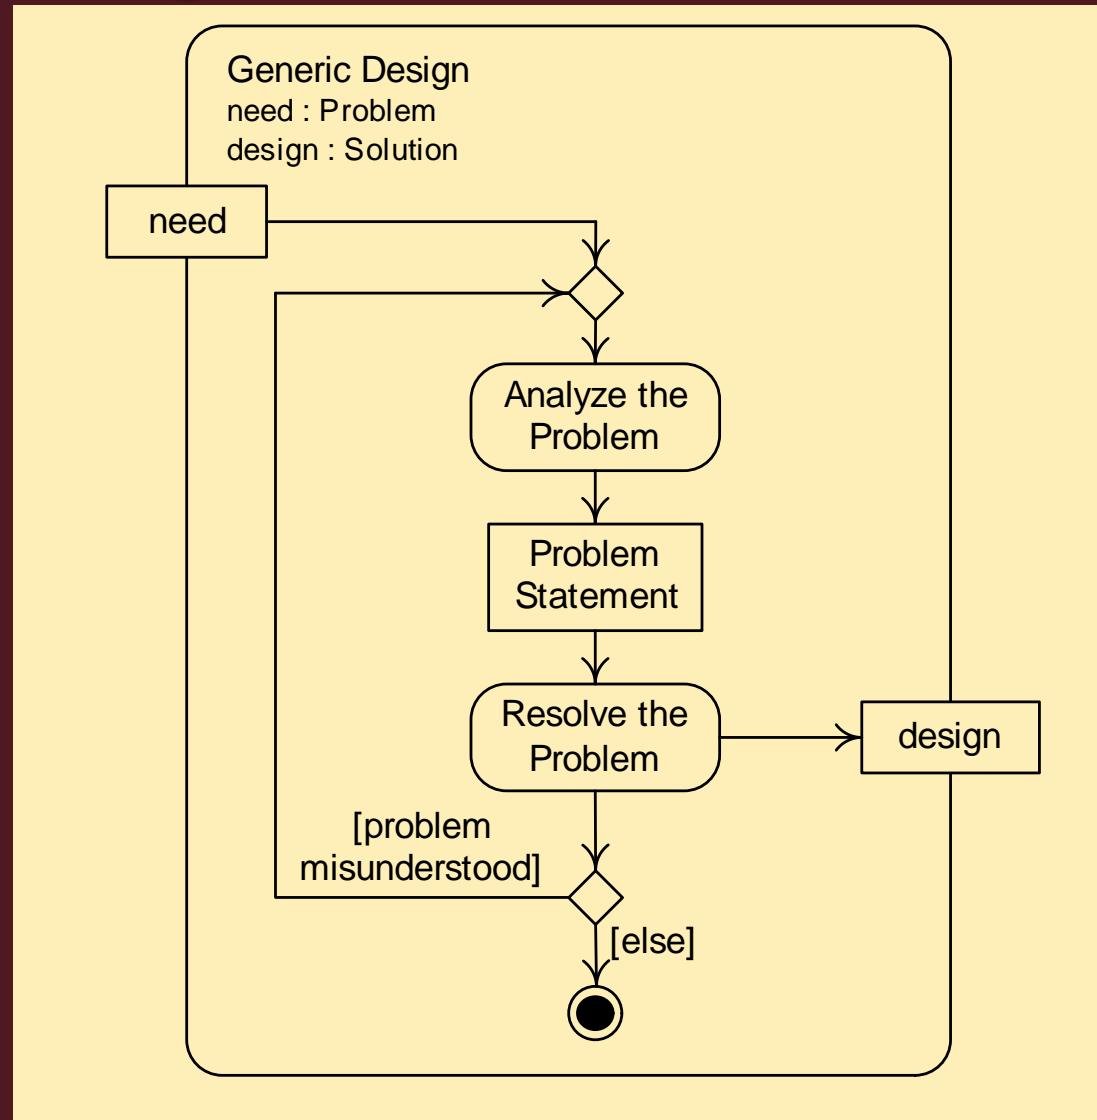 Generic Design
need : Problem
design : Solution
need
Analyze the
Problem
Problem
Statement
Resolve the
Problem
design
[problem
misunderstood]
[else]